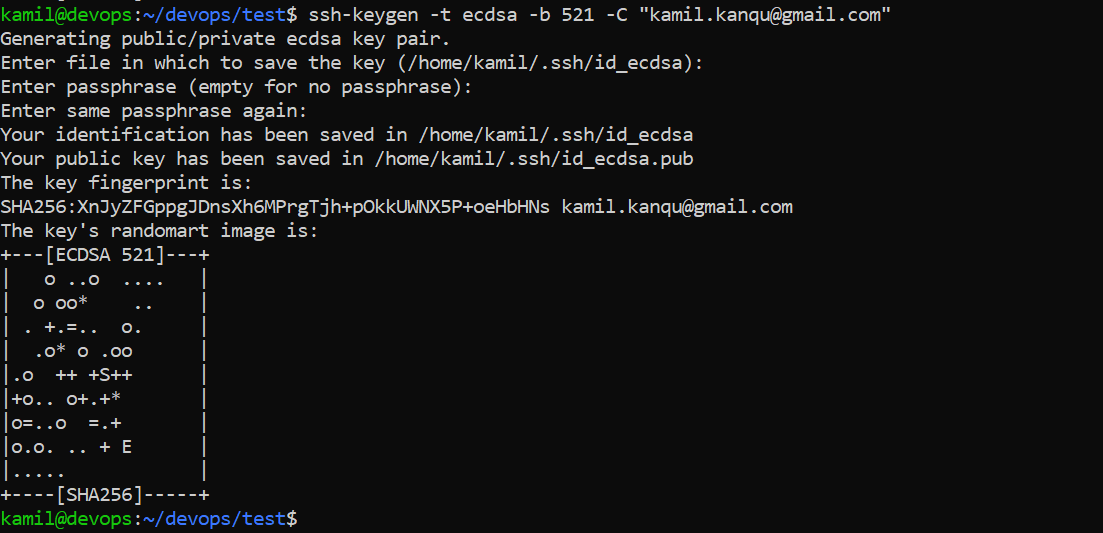 kamil@devops:~/devops/test$ ssh-keygen -t ecdsa -b 521 -C "kamil.kanqu@gmail.com"
Generating public/private ecdsa key pair.
Enter file in which to save the key (/home/kamil/.ssh/id_ecdsa):
Enter passphrase (empty for no passphrase):
Enter same passphrase again:
Your identification has been saved in /home/kamil/.ssh/id_ecdsa
Your public key has been saved in /home/kamil/.ssh/id_ecdsa.pub
The key fingerprint is:
SHA256:XnJyZFGppgJDnsXh6MPrgTjh+pOkkUWNX5P+oeHbHNs kamil.kanqu@gmail.com
The key's randomart image is:
+---[ECDSA 521]---+
|   o ..o  ....   |
|  o oo*    ..    |
| . +.=..  o.     |
|  .o* o .oo      |
|.o  ++ +S++      |
|+o.. o+.+*       |
|o=..o  =.+       |
|o.o. .. + E      |
|.....            |
+----[SHA256]-----+
kamil@devops:~/devops/test$